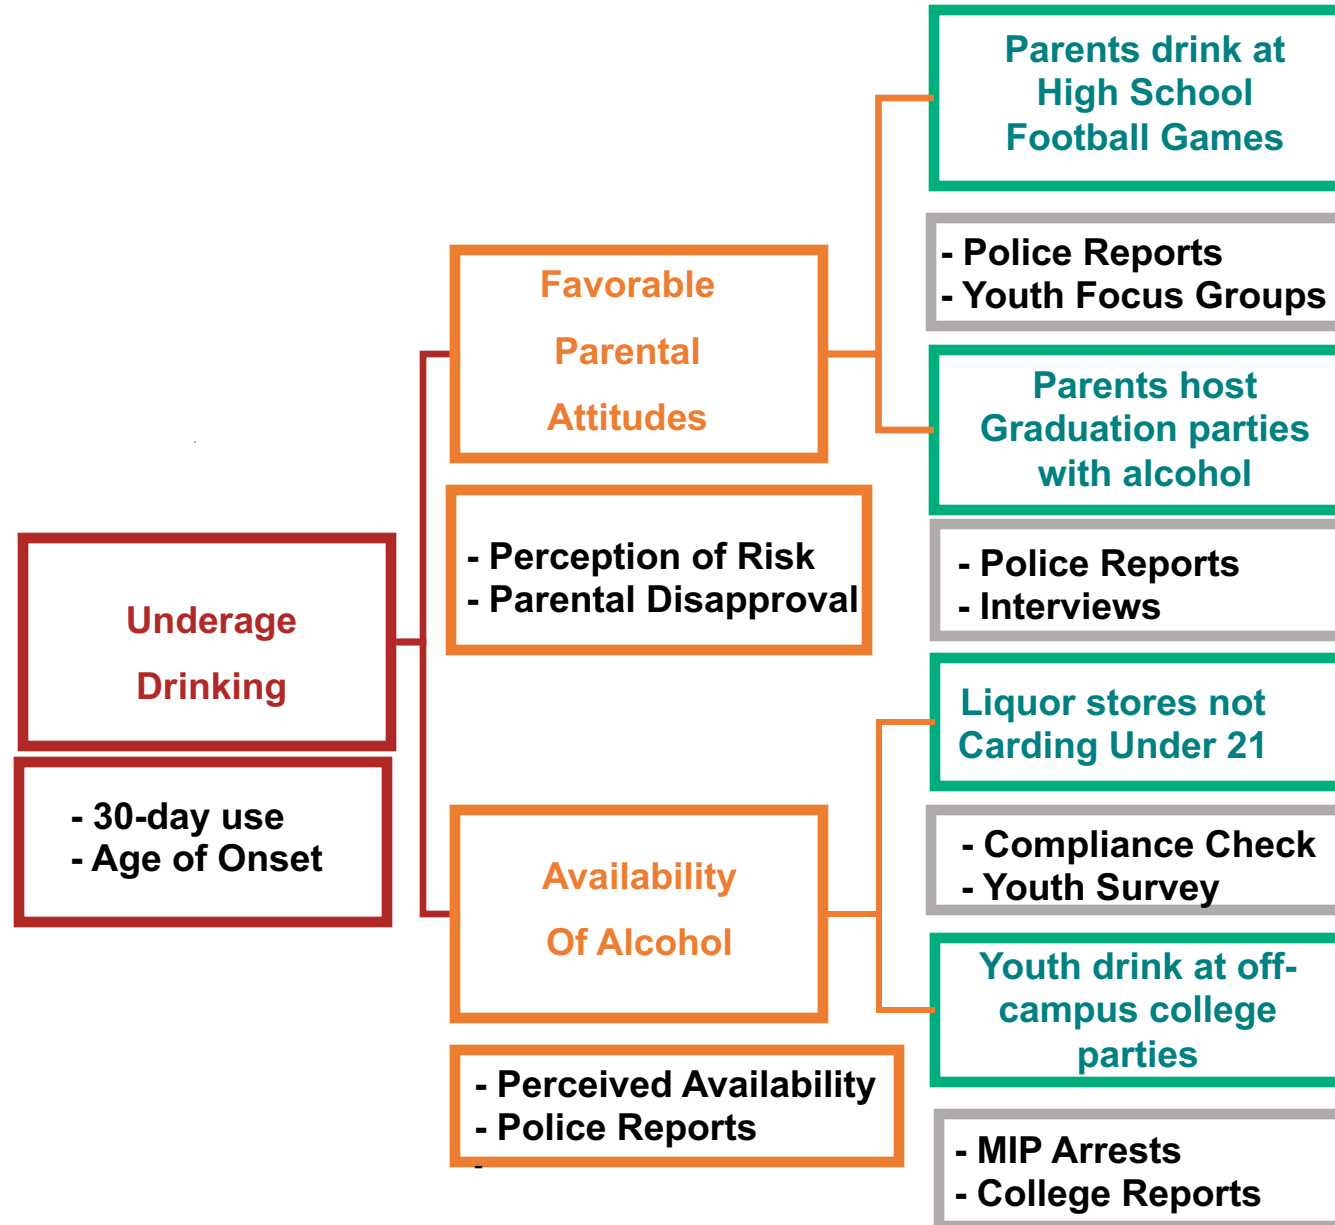 Parents drink at
High School
Football Games
- Police Reports
- Youth Focus Groups
Favorable
Parental
Attitudes
- Perception of Risk
- Parental Disapproval
Parents host
Graduation parties
with alcohol
- Police Reports
- Interviews
Underage
Drinking
- 30-day use
- Age of Onset
Liquor stores not
Carding Under 21
- Compliance Check
- Youth Survey
Availability
Of Alcohol
- Perceived Availability
- Police Reports
-
Youth drink at off-
campus college
parties
- MIP Arrests
- College Reports